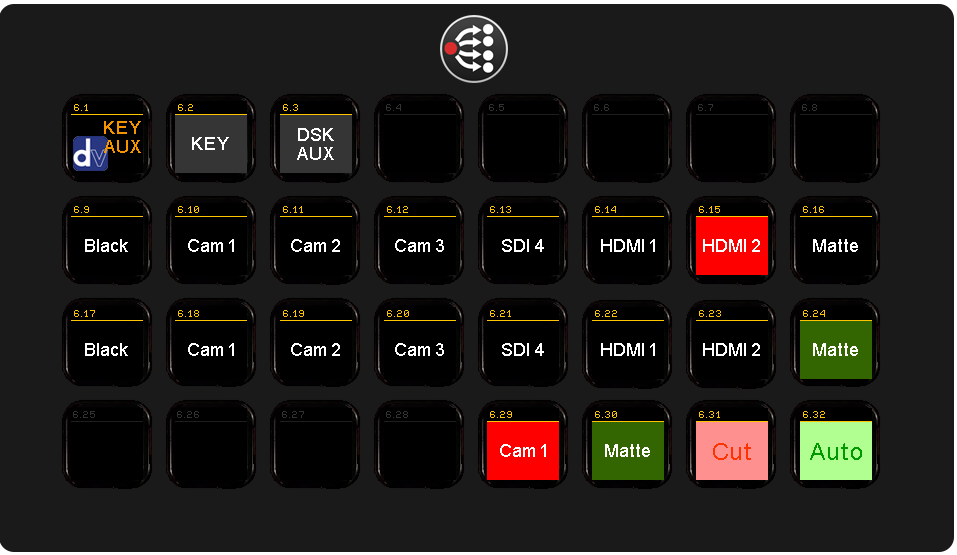 6.1
KEY
AUX
dv
6.2
KEY
6.3
DSK
AUX
6.4
6.5
6.6
6.7
6.8
6.9
Black
6.10
Cam 1
6.11
Cam 2
6.12
Cam 3
6.13
SDI 4
6.14
HDMI 1
6.15
HDMI 2
6.16
Matte
6.17
Black
6.18
Cam 1
6.19
Cam 2
6.20
Cam 3
6.21
SDI 4
6.22
HDMI 1
6.23
HDMI 2
6.24
Matte
6.25
6.26
6.27
6.28
6.29
Cam 1
6.30
Matte
6.31
Cut
6.32
Auto